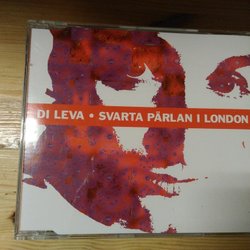 DI LEVA • SVARTA PÄRLAN I LONDON